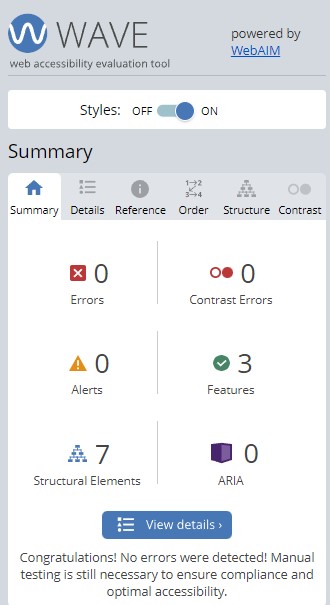 WAVE
web accessibility evaluation tool
powered by
WebAIM
Styles: OFF ON
Summary
Summary Details Reference Order Structure Contrast
0
Errors
0
Contrast Errors
0
Alerts
3
Features
7
Structural Elements
0
ARIA
View details ›
Congratulations! No errors were detected! Manual
testing is still necessary to ensure compliance and
optimal accessibility.